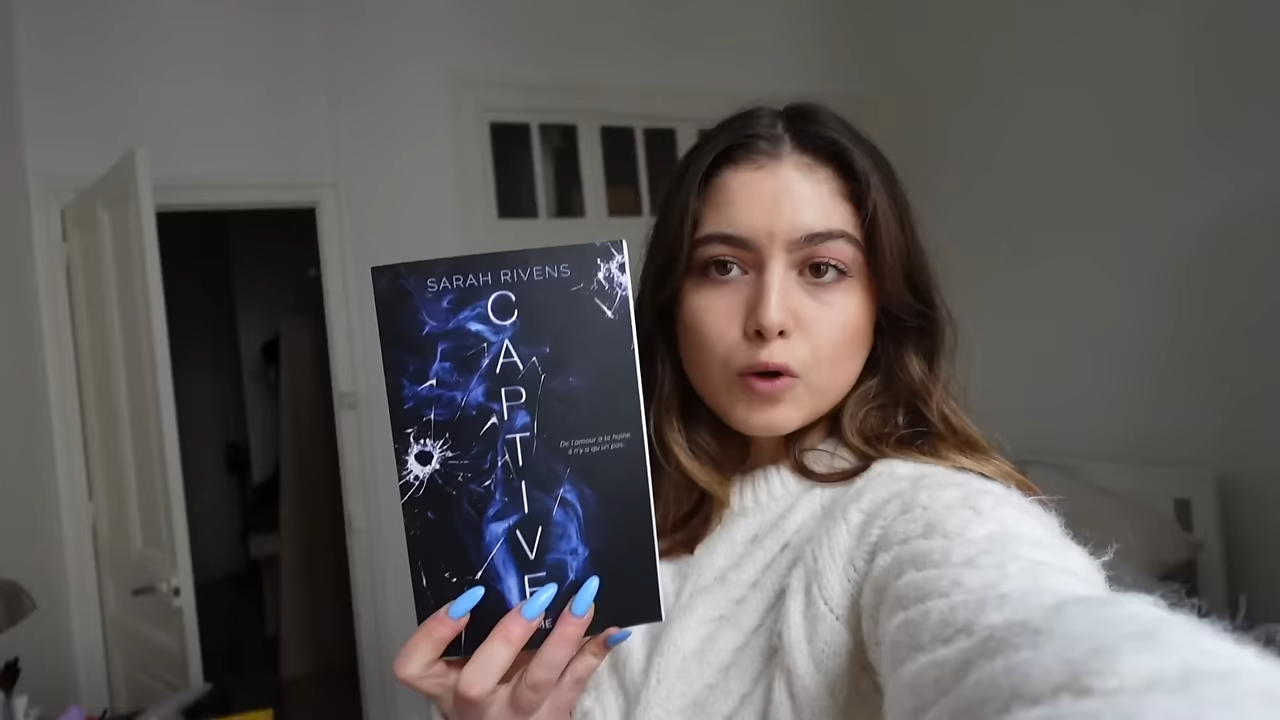 SARAH RIVENS
CAPTIVE
De l'amour à la haine
il n'y a qu'un pas.